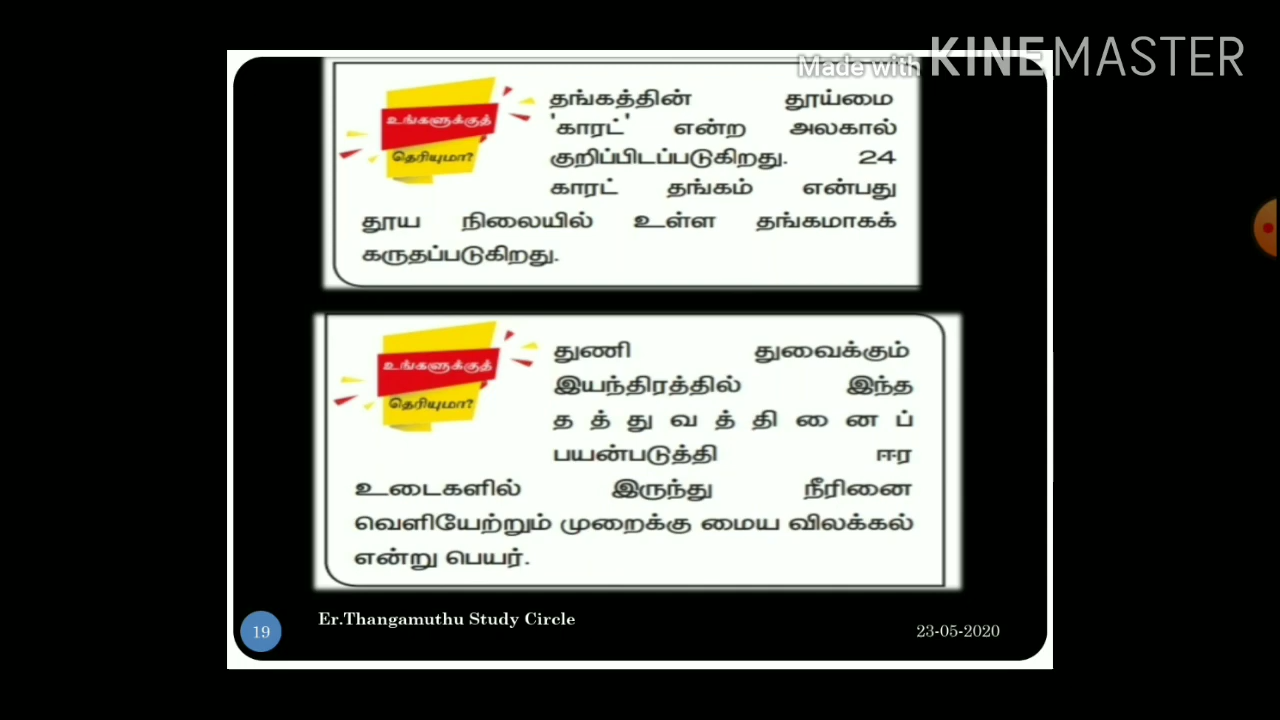 Made with KINEMASTER
உங்களுக்குத்
தெரியுமா?
தங்கத்தின் தூய்மை
'காரட்' என்ற அலகால்
குறிப்பிடப்படுகிறது. 24
காரட் தங்கம் என்பது
தூய நிலையில் உள்ள தங்கமாகக்
கருதப்படுகிறது.
உங்களுக்குத்
தெரியுமா?
துணி துவைக்கும்
இயந்திரத்தில் இந்த
தத்துவத்தினைப்
பயன்படுத்தி ஈர
உடைகளில் இருந்து நீரினை
வெளியேற்றும் முறைக்கு மைய விலக்கல்
என்று பெயர்.
Er.Thangamuthu Study Circle
19
23-05-2020